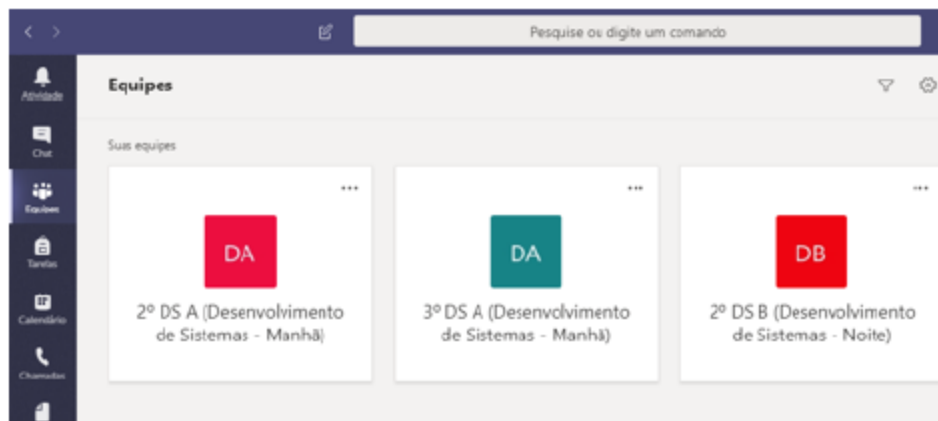 Pesquise ou digite um comando
Atividade
Equipes
Chat
Suas equipes
Equipes
DA
DA
DB
Tarefas
2º DS A (Desenvolvimento
de Sistemas - Manhã)
3º DS A (Desenvolvimento
de Sistemas - Manhã)
2º DS B (Desenvolvimento
de Sistemas - Noite)
Calendário
Chamadas